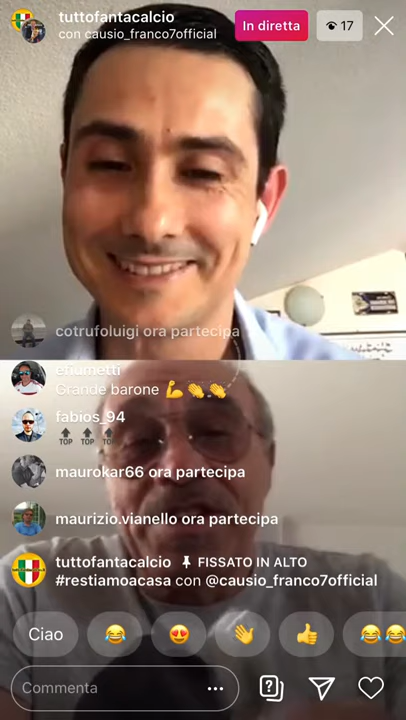 tuttofantacalcio
con causio_franco7official
In diretta
17
cotrufoluigi ora partecipa
efiumetti
Grande barone 💪👏👏
fabios_94
TOP TOP TO
maurokar66 ora partecipa
maurizio.vianello ora partecipa
tuttofantacalcio 📌 FISSATO IN ALTO
#restiamoacasa con @causio_franco7official
Ciao 😂 😍 👋 👍 😂😂
Commenta